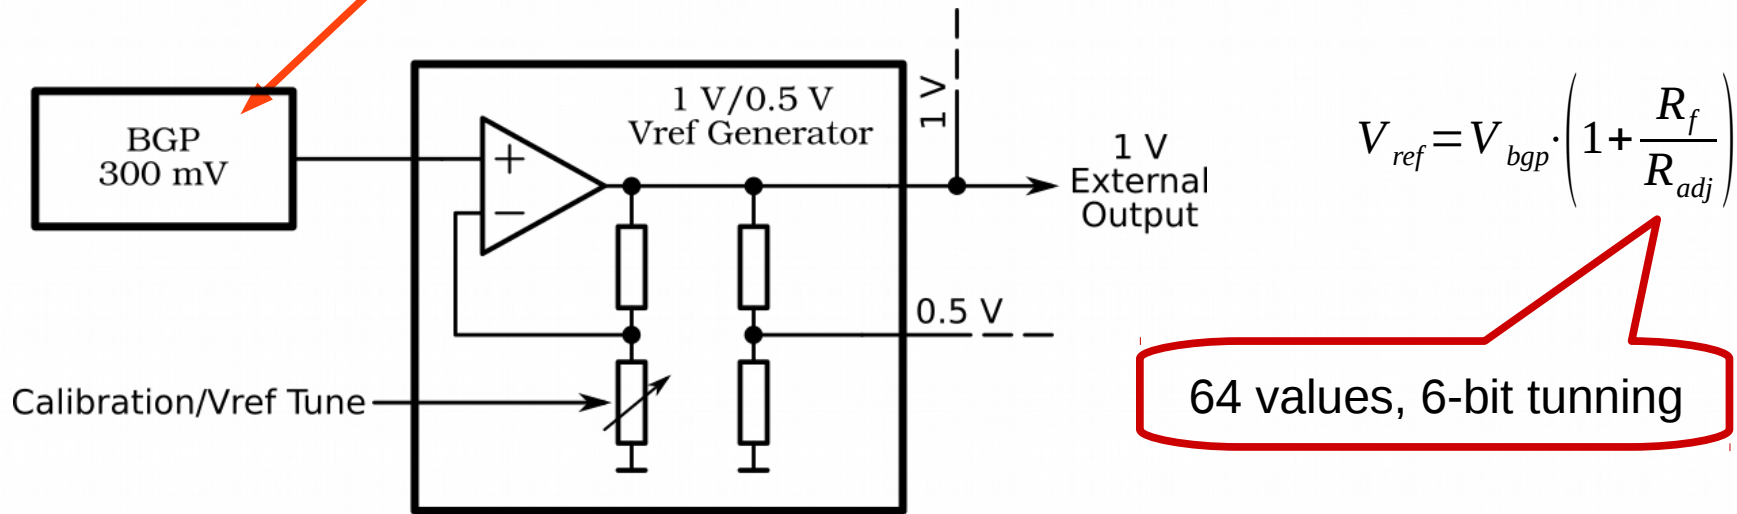 BGP
300 mV
1 V/0.5 V
Vref Generator
+
−
1 V
1 V
External
Output
0.5 V
Calibration/Vref Tune
V_ref = V_bgp · (1 + R_f / R_adj)
64 values, 6-bit tunning